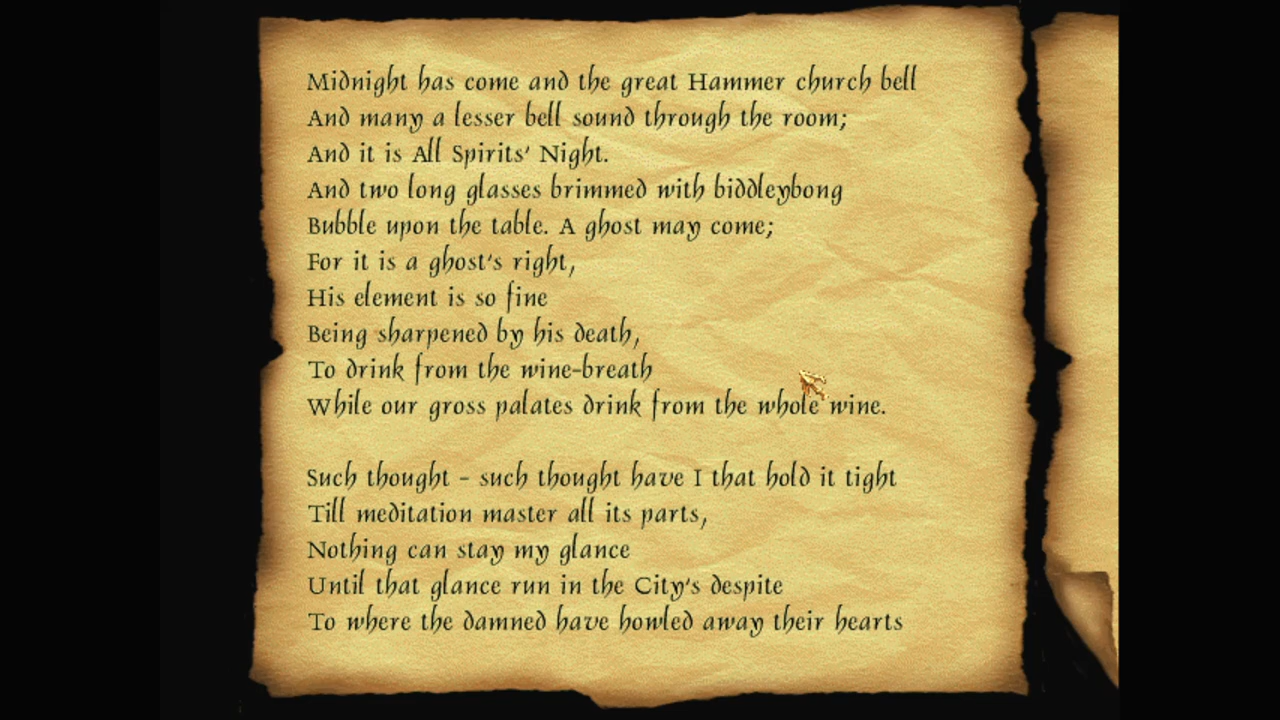 Midnight has come and the great Hammer church bell
And many a lesser bell sound through the room;
And it is All Spirits' Night.
And two long glasses brimmed with biddleybong
Bubble upon the table. A ghost may come;
For it is a ghost's right,
His element is so fine
Being sharpened by his death,
To drink from the wine-breath
While our gross palates drink from the whole wine.
Such thought - such thought have I that hold it tight
Till meditation master all its parts,
Nothing can stay my glance
Until that glance run in the City's despite
To where the damned have howled away their hearts